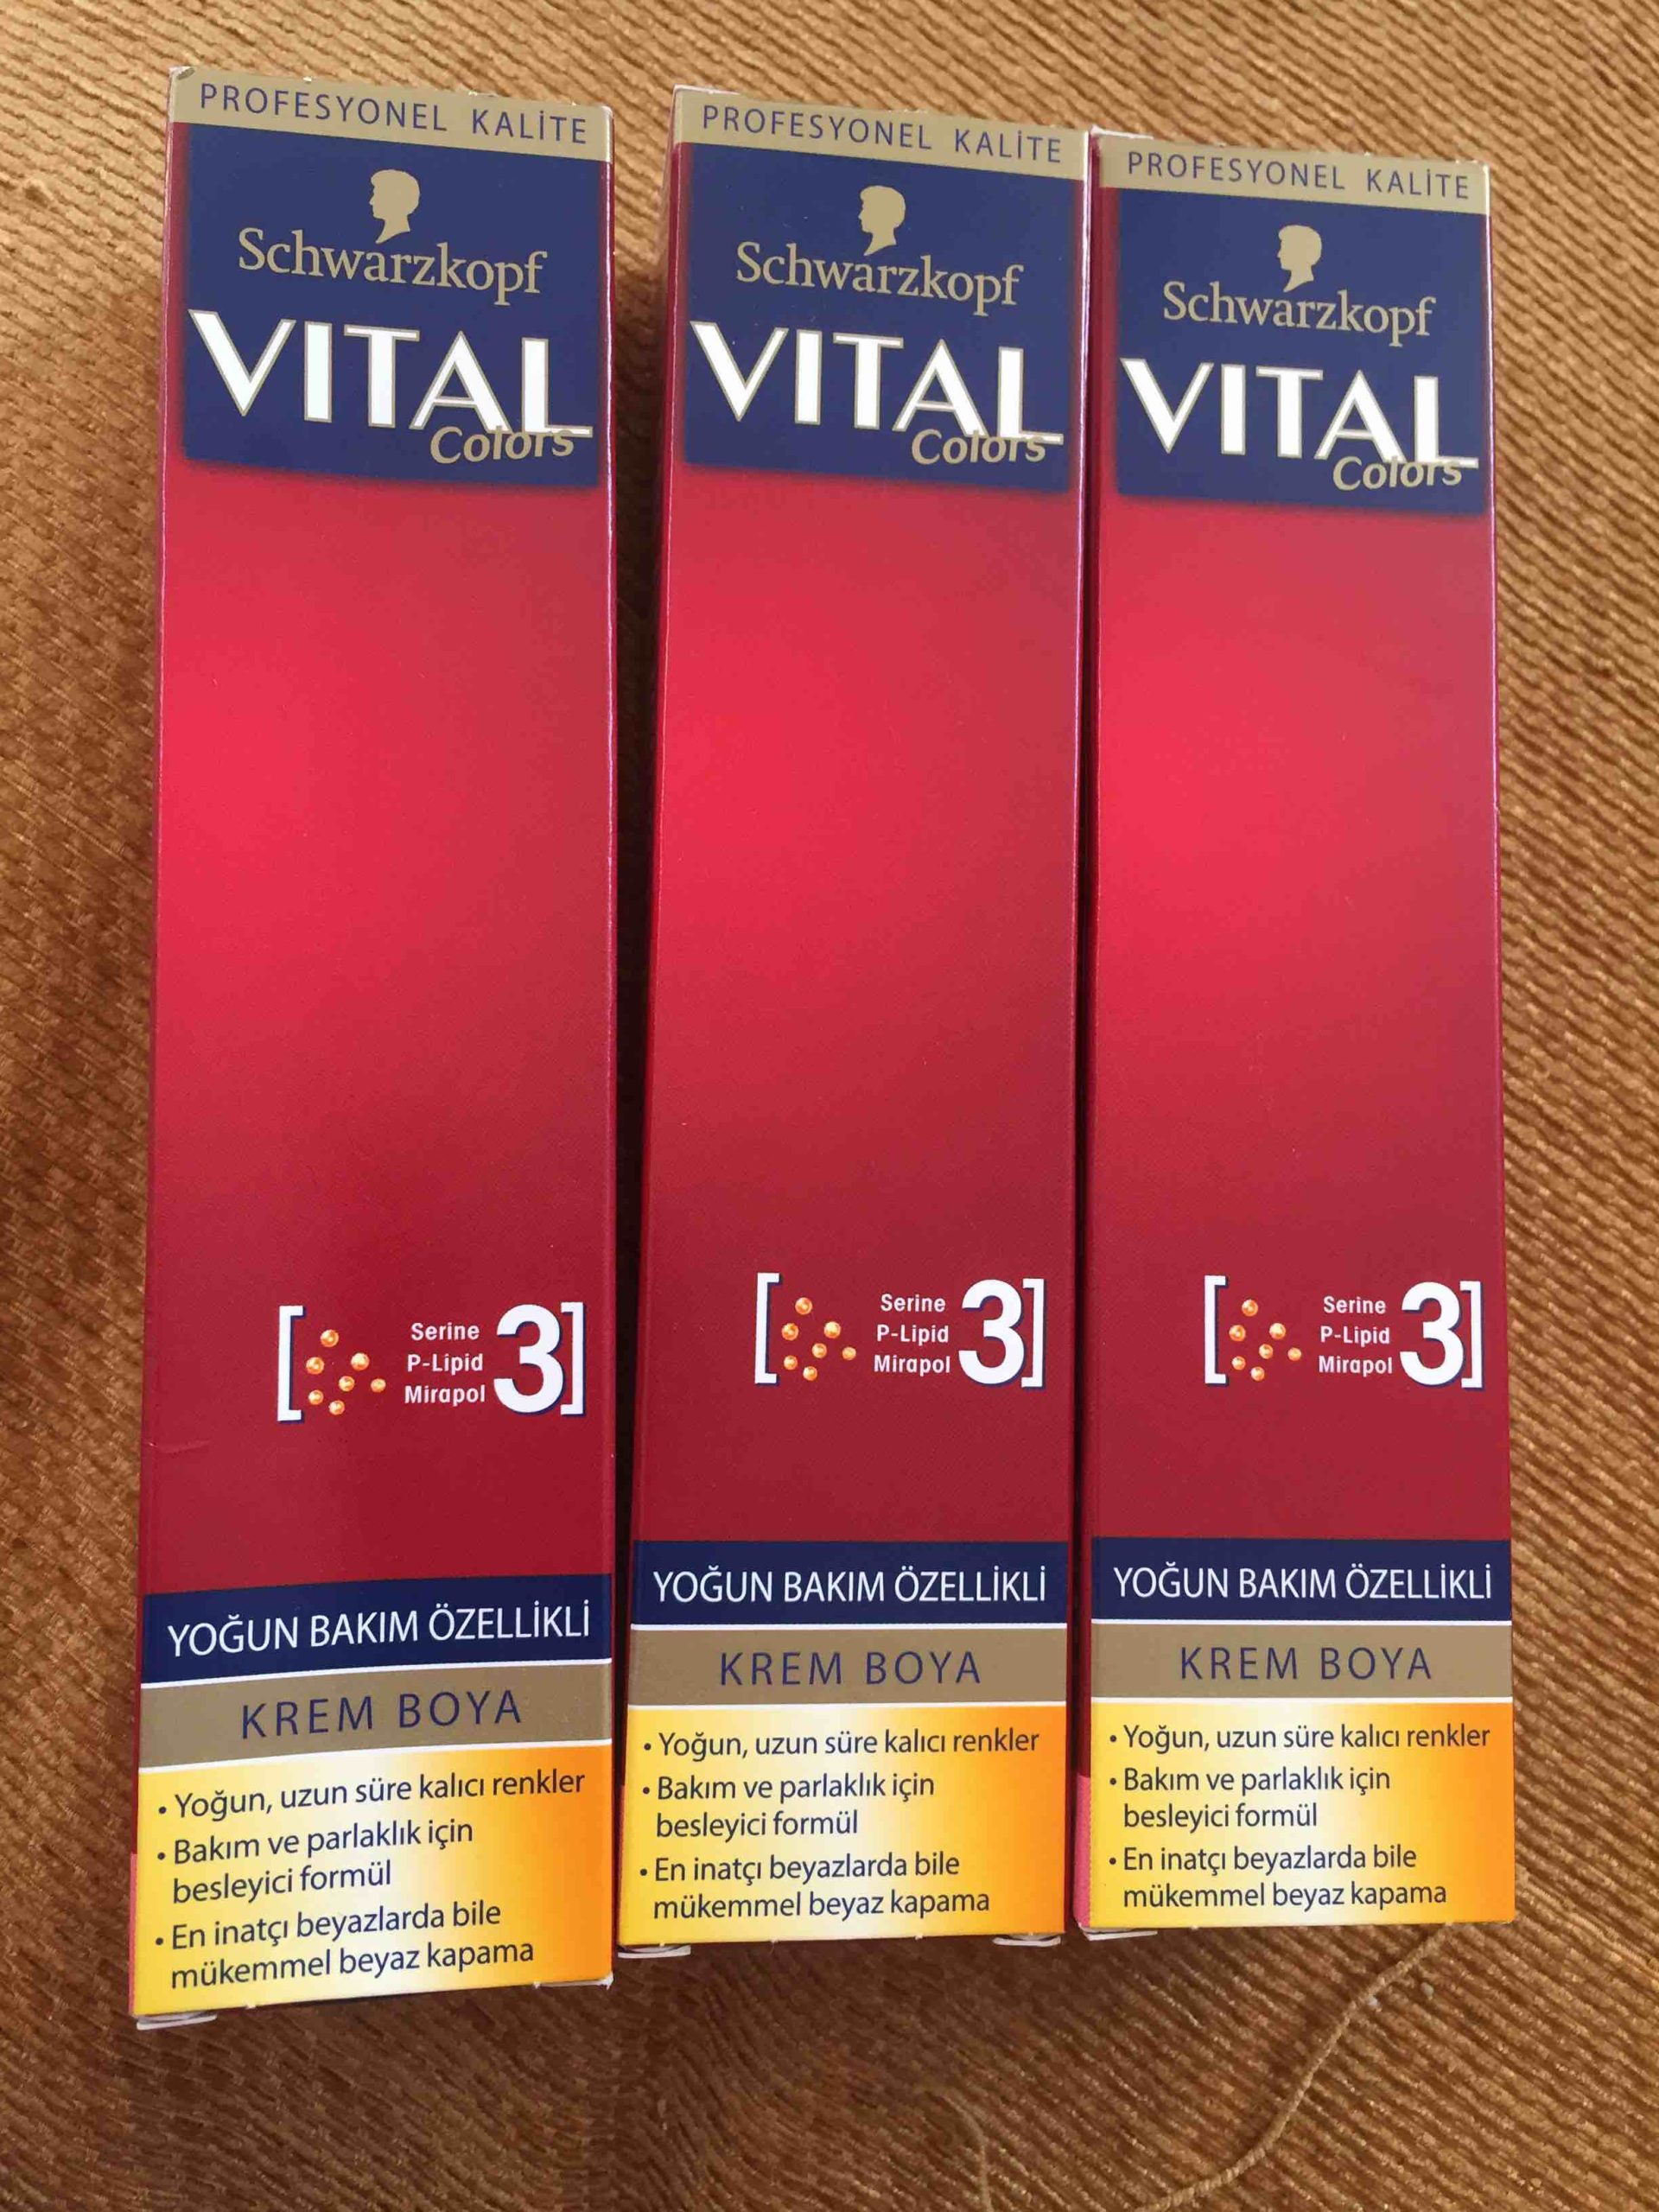 PROFESYONEL KALİTE
Schwarzkopf
VITAL
Colors
Serine
P-Lipid
Mirapol
3
YOĞUN BAKIM ÖZELLİKLİ
KREM BOYA
• Yoğun, uzun süre kalıcı renkler
• Bakım ve parlaklık için
besleyici formül
• En inatçı beyazlarda bile
mükemmel beyaz kapama
PROFESYONEL KALİTE
Schwarzkopf
VITAL
Colors
Serine
P-Lipid
Mirapol
3
YOĞUN BAKIM ÖZELLİKLİ
KREM BOYA
• Yoğun, uzun süre kalıcı renkler
• Bakım ve parlaklık için
besleyici formül
• En inatçı beyazlarda bile
mükemmel beyaz kapama
PROFESYONEL KALİTE
Schwarzkopf
VITAL
Colors
Serine
P-Lipid
Mirapol
3
YOĞUN BAKIM ÖZELLİKLİ
KREM BOYA
• Yoğun, uzun süre kalıcı renkler
• Bakım ve parlaklık için
besleyici formül
• En inatçı beyazlarda bile
mükemmel beyaz kapama